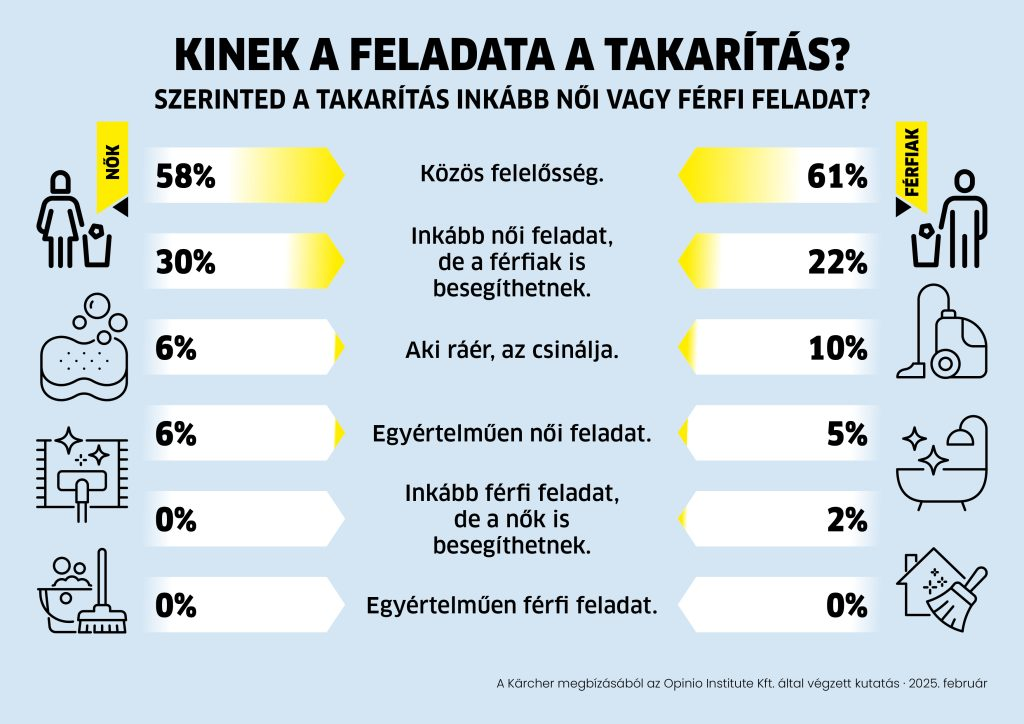 KINEK A FELADATA A TAKARÍTÁS?
SZERINTED A TAKARÍTÁS INKÁBB NŐI VAGY FÉRFI FELADAT?
NŐK
FÉRFIAK
58%
Közös felelősség.
61%
30%
Inkább női feladat,
de a férfiak is
besegíthetnek.
22%
6%
Aki ráér, az csinálja.
10%
6%
Egyértelműen női feladat.
5%
0%
Inkább férfi feladat,
de a nők is
besegíthetnek.
2%
0%
Egyértelműen férfi feladat.
0%
A Kärcher megbízásából az Opinio Institute Kft. által végzett kutatás · 2025. február